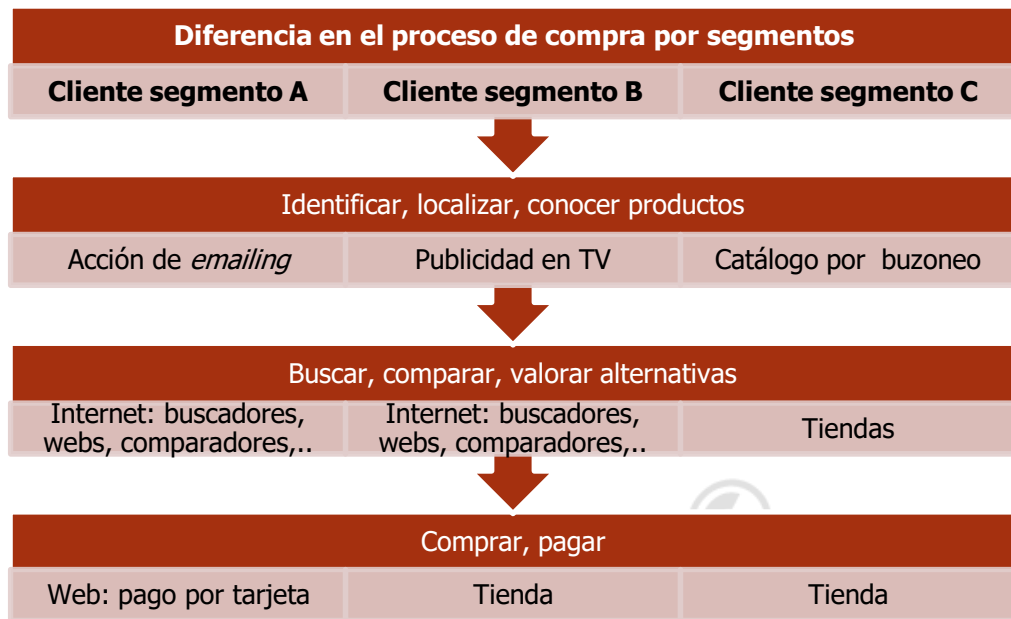 Diferencia en el proceso de compra por segmentos
Cliente segmento A
Cliente segmento B
Cliente segmento C
Identificar, localizar, conocer productos
Acción de emailing
Publicidad en TV
Catálogo por buzoneo
Buscar, comparar, valorar alternativas
Internet: buscadores,
webs, comparadores,..
Internet: buscadores,
webs, comparadores,..
Tiendas
Comprar, pagar
Web: pago por tarjeta
Tienda
Tienda